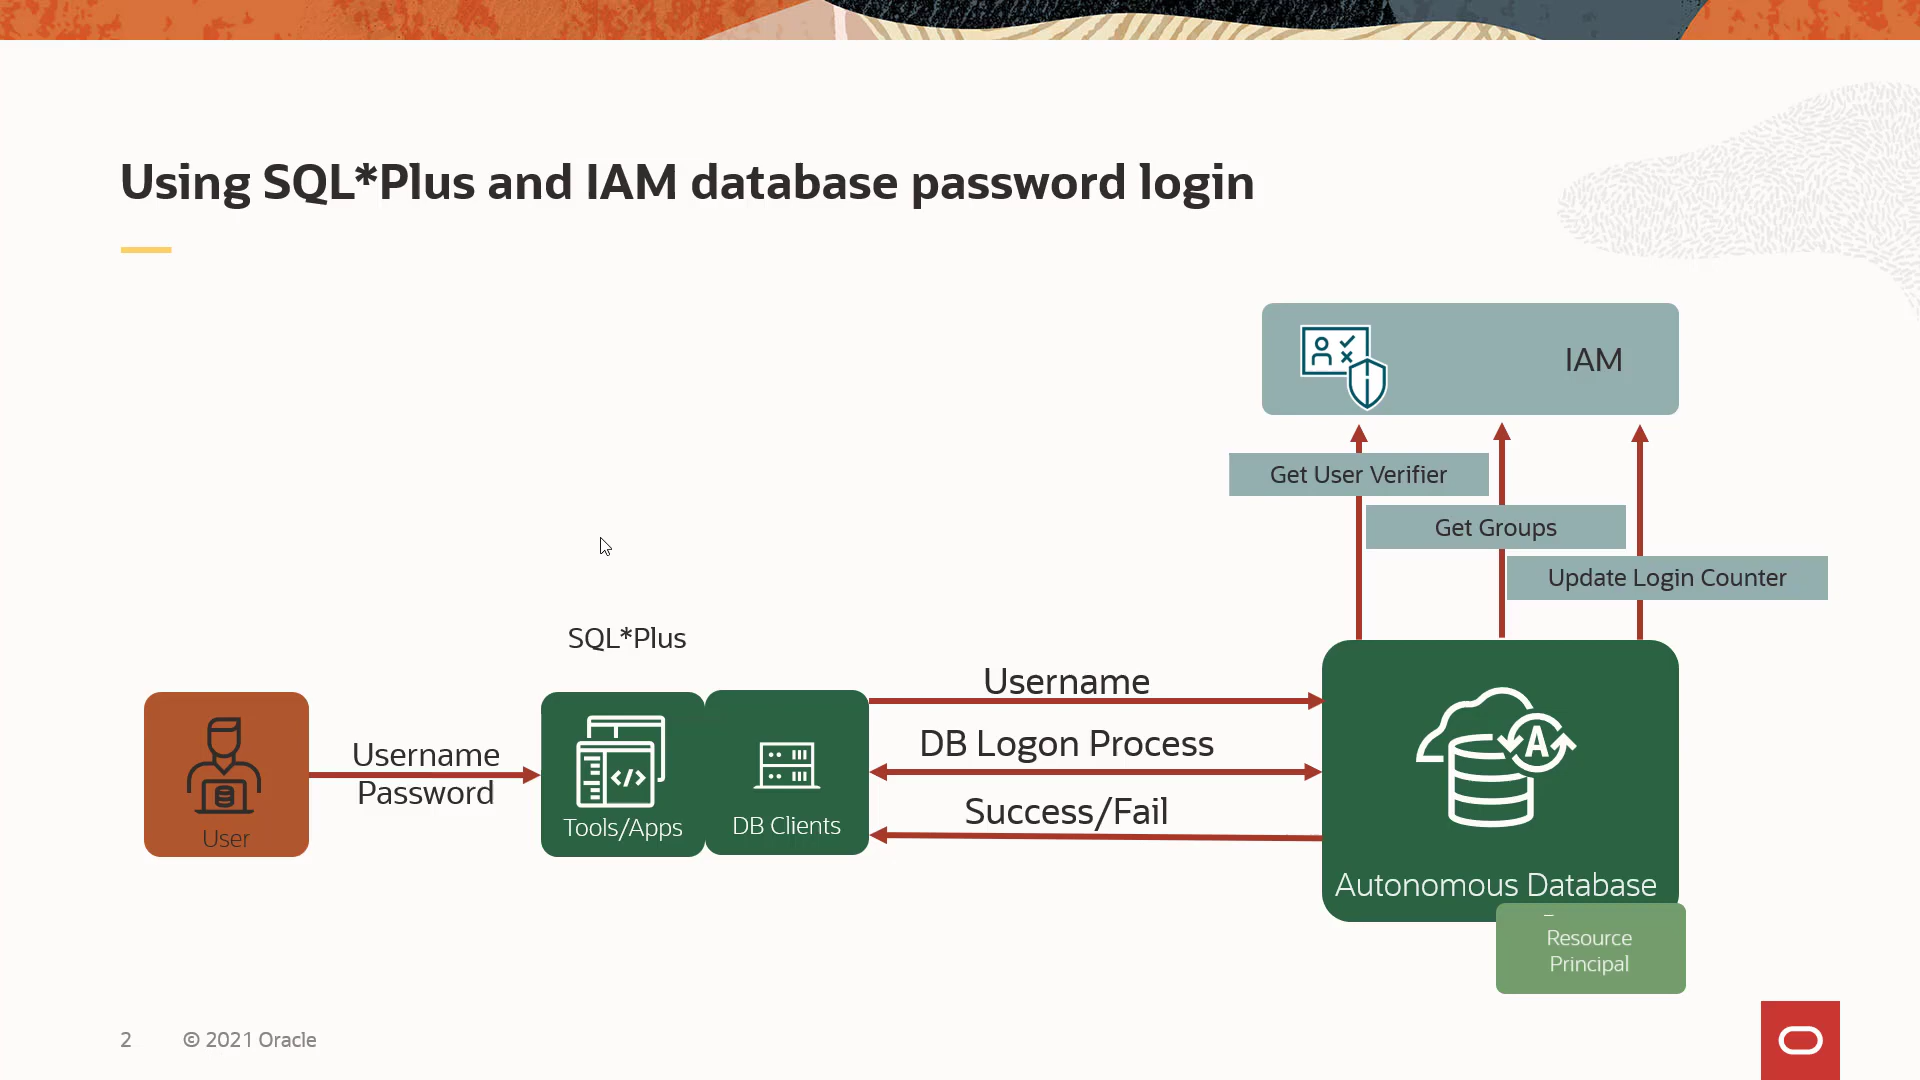 Using SQL*Plus and IAM database password login
IAM
Get User Verifier
Get Groups
Update Login Counter
SQL*Plus
Username
Username
Password
DB Logon Process
Success/Fail
User
Tools/Apps
DB Clients
A
Autonomous Database
Resource
Principal
2
© 2021 Oracle